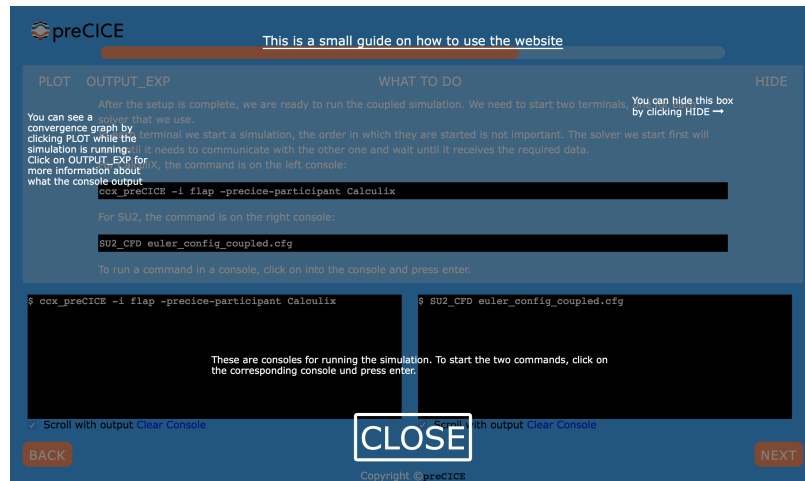 preCICE
This is a small guide on how to use the website
PLOT OUTPUT_EXP WHAT TO DO HIDE
After the setup is complete, we are ready to run the coupled simulation. We need to start two terminals,
You can hide this box
by clicking HIDE →
solver that we use.
You can see a
convergence graph by
clicking PLOT while the
simulation is running.
Click on OUTPUT_EXP for
more information about
what the console output
terminal we start a simulation, the order in which they are started is not important. The solver we start first will
it needs to communicate with the other one and wait until it receives the required data.
the command is on the left console:
ccx_preCICE -i flap -precice-participant Calculix
For SU2, the command is on the right console:
SU2_CFD euler_config_coupled.cfg
To run a command in a console, click on into the console and press enter.
$ ccx_preCICE -i flap -precice-participant Calculix
$ SU2_CFD euler_config_coupled.cfg
These are consoles for running the simulation. To start the two commands, click on
the corresponding console und press enter.
Scroll with output Clear Console
Scroll with output Clear Console
CLOSE
BACK
NEXT
Copyright ©preCICE